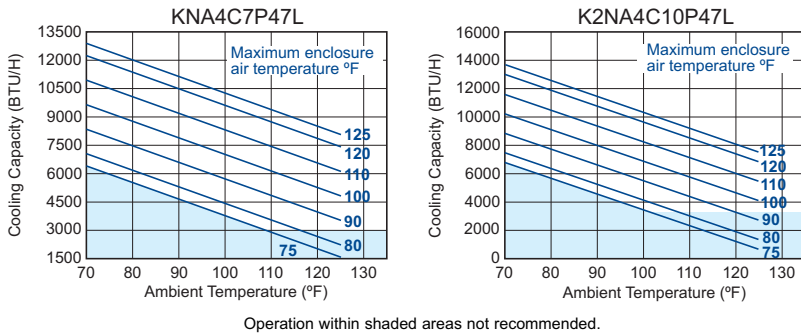 KNA4C7P47L
Cooling Capacity (BTU/H)
13500
12000
10500
9000
7500
6000
4500
3000
1500
Maximum enclosure
air temperature ºF
125
120
110
100
90
80
75
70 80 90 100 110 120 130
Ambient Temperature (ºF)
K2NA4C10P47L
Cooling Capacity (BTU/H)
16000
14000
12000
10000
8000
6000
4000
2000
0
Maximum enclosure
air temperature ºF
125
120
110
100
90
80
75
70 80 90 100 110 120 130
Ambient Temperature (ºF)
Operation within shaded areas not recommended.